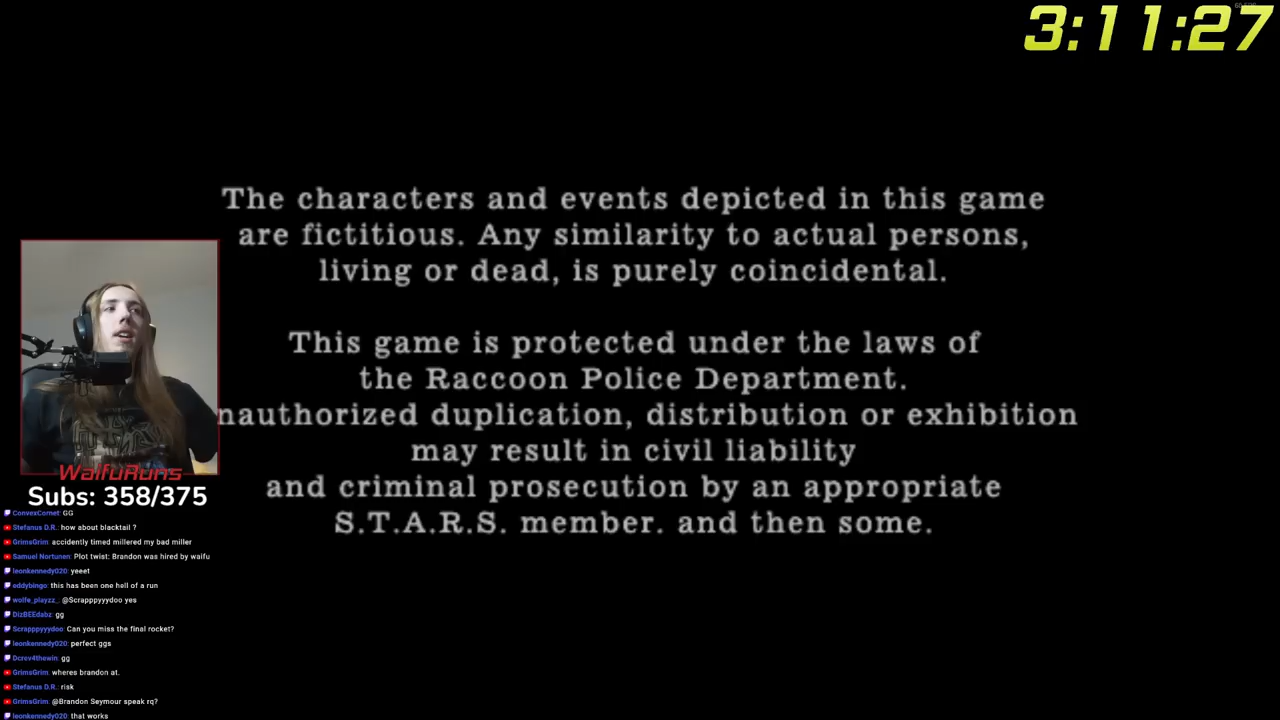 3:11:27
The characters and events depicted in this game
are fictitious. Any similarity to actual persons,
living or dead, is purely coincidental.
This game is protected under the laws of
the Raccoon Police Department.
nauthorized duplication, distribution or exhibition
may result in civil liability
and criminal prosecution by an appropriate
S.T.A.R.S. member. and then some.
WaifuRuns
Subs: 358/375
ConvexCornet: GG
Stefanus D.R.: how about blacktail ?
GrimsGrim: accidently timed millered my bad miller
Samuel Nortunen: Plot twist: Brandon was hired by waifu
leonkennedy020: yeeet
eddybingo: this has been one hell of a run
wolfe_playzz_: @Scrapppyyydoo yes
DizBEEdabz: gg
Scrapppyyydoo: Can you miss the final rocket?
leonkennedy020: perfect ggs
Dcrev4thewin: gg
GrimsGrim: wheres brandon at.
Stefanus D.R.: risk
GrimsGrim: @Brandon Seymour speak rq?
leonkennedy020: that works